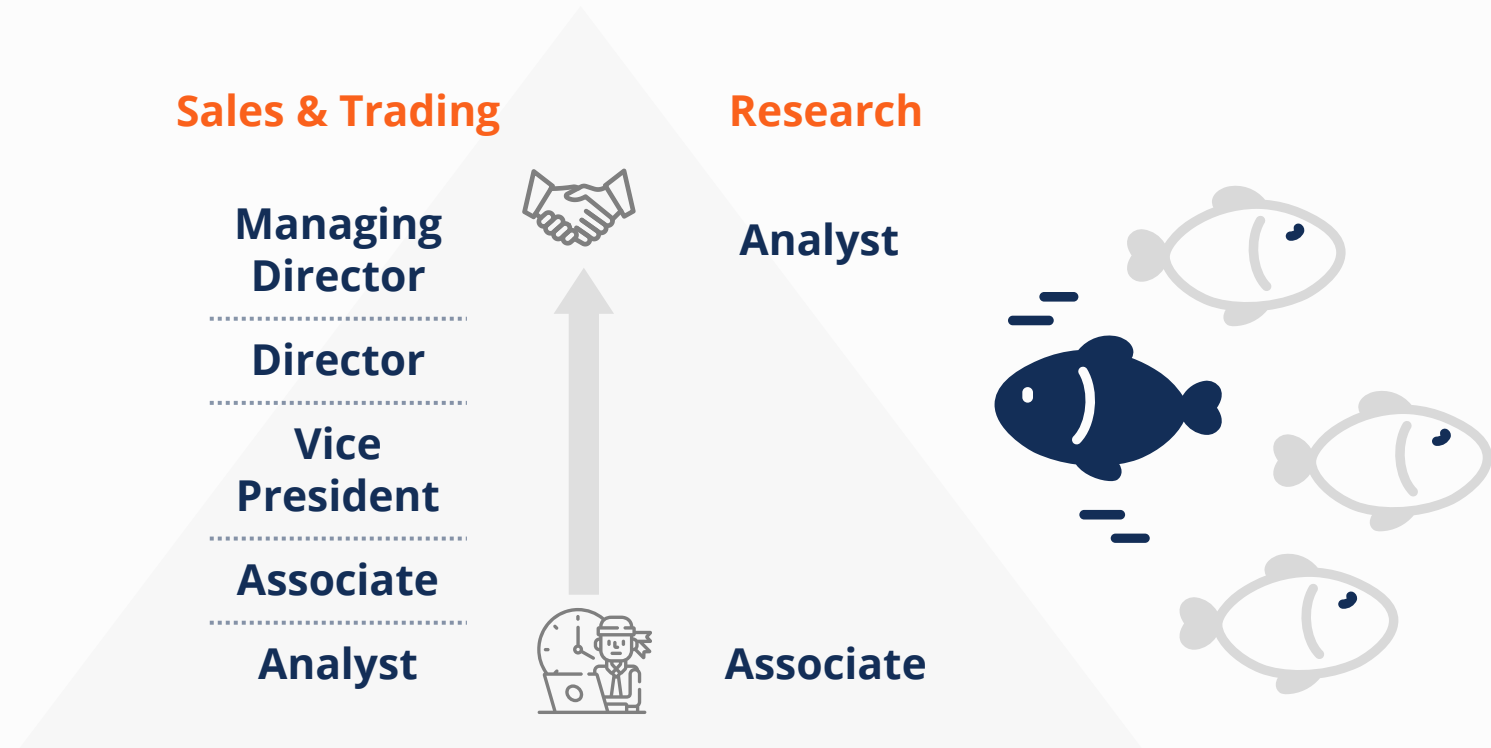 Sales & Trading
Managing
Director
Director
Vice
President
Associate
Analyst
Research
Analyst
Associate